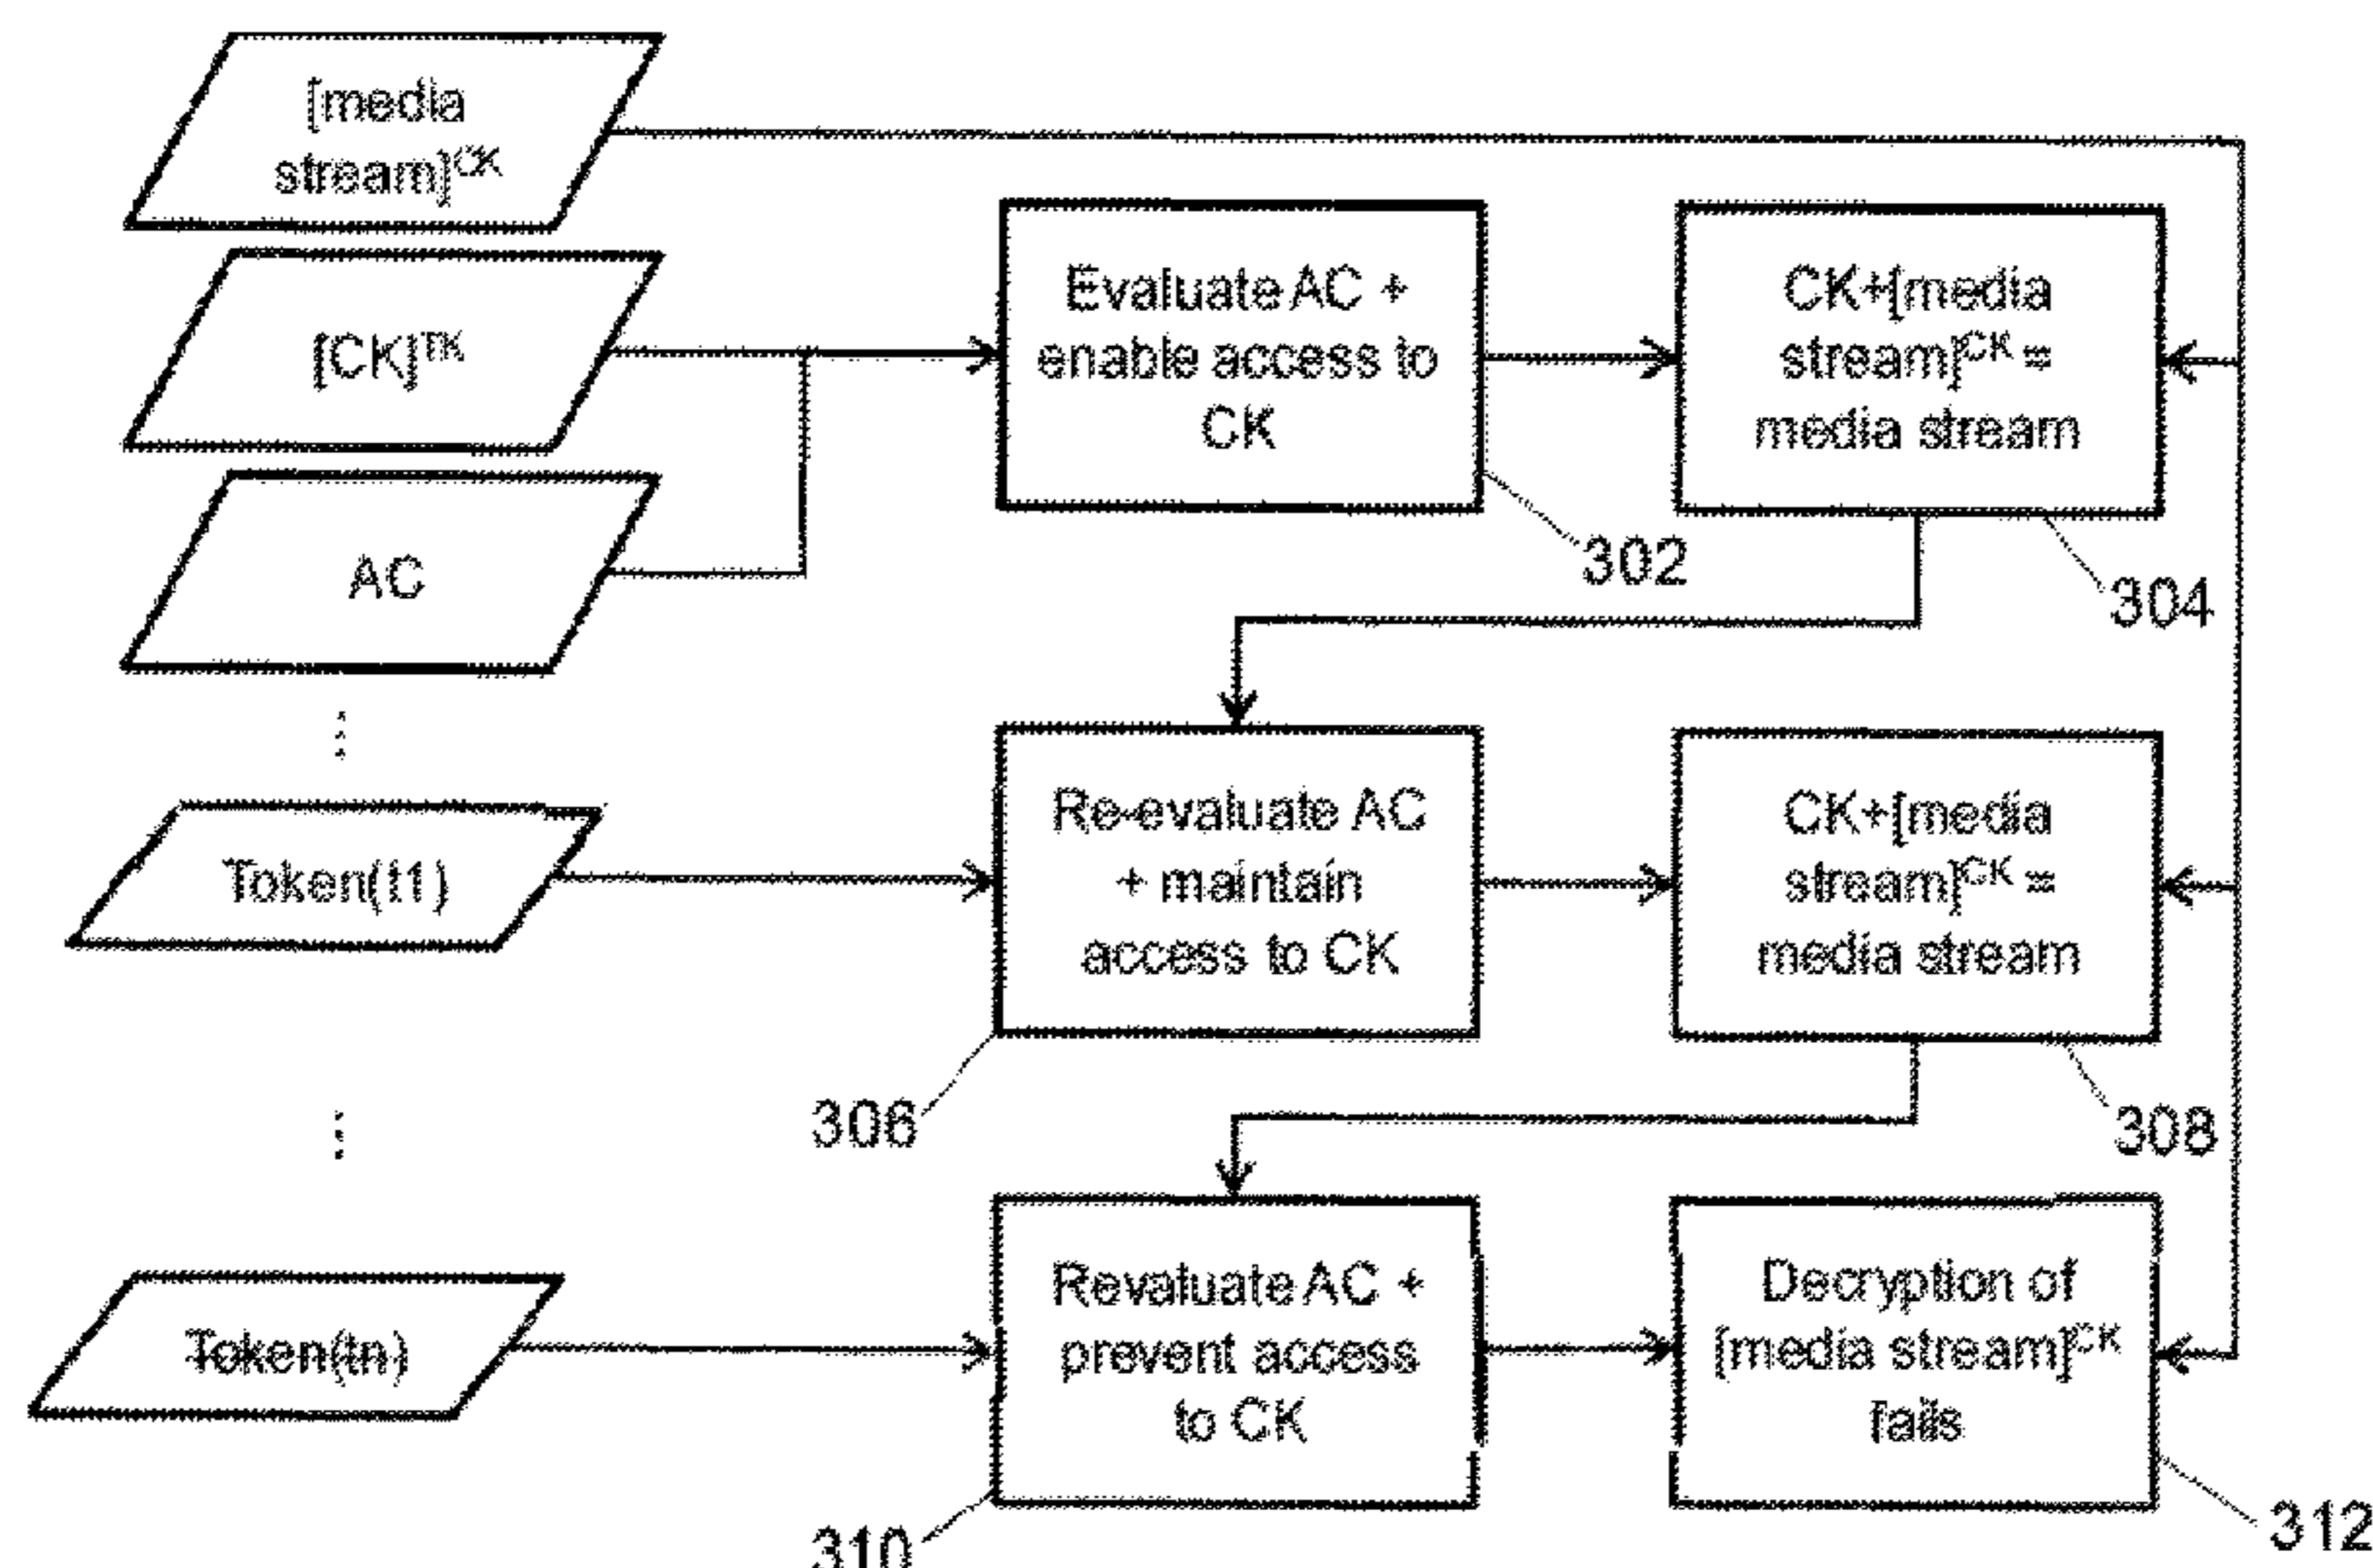 [media
stream]ᶜᴷ
[CK]ᵀᴷ
AC
Evaluate AC +
enable access to
CK
302
CK+[media
stream]ᶜᴷ =
media stream
304
Token(t1)
Re-evaluate AC
+ maintain
access to CK
306
CK+[media
stream]ᶜᴷ =
media stream
308
Token(tn)
Revaluate AC +
prevent access
to CK
310
Decryption of
[media stream]ᶜᴷ
fails
312